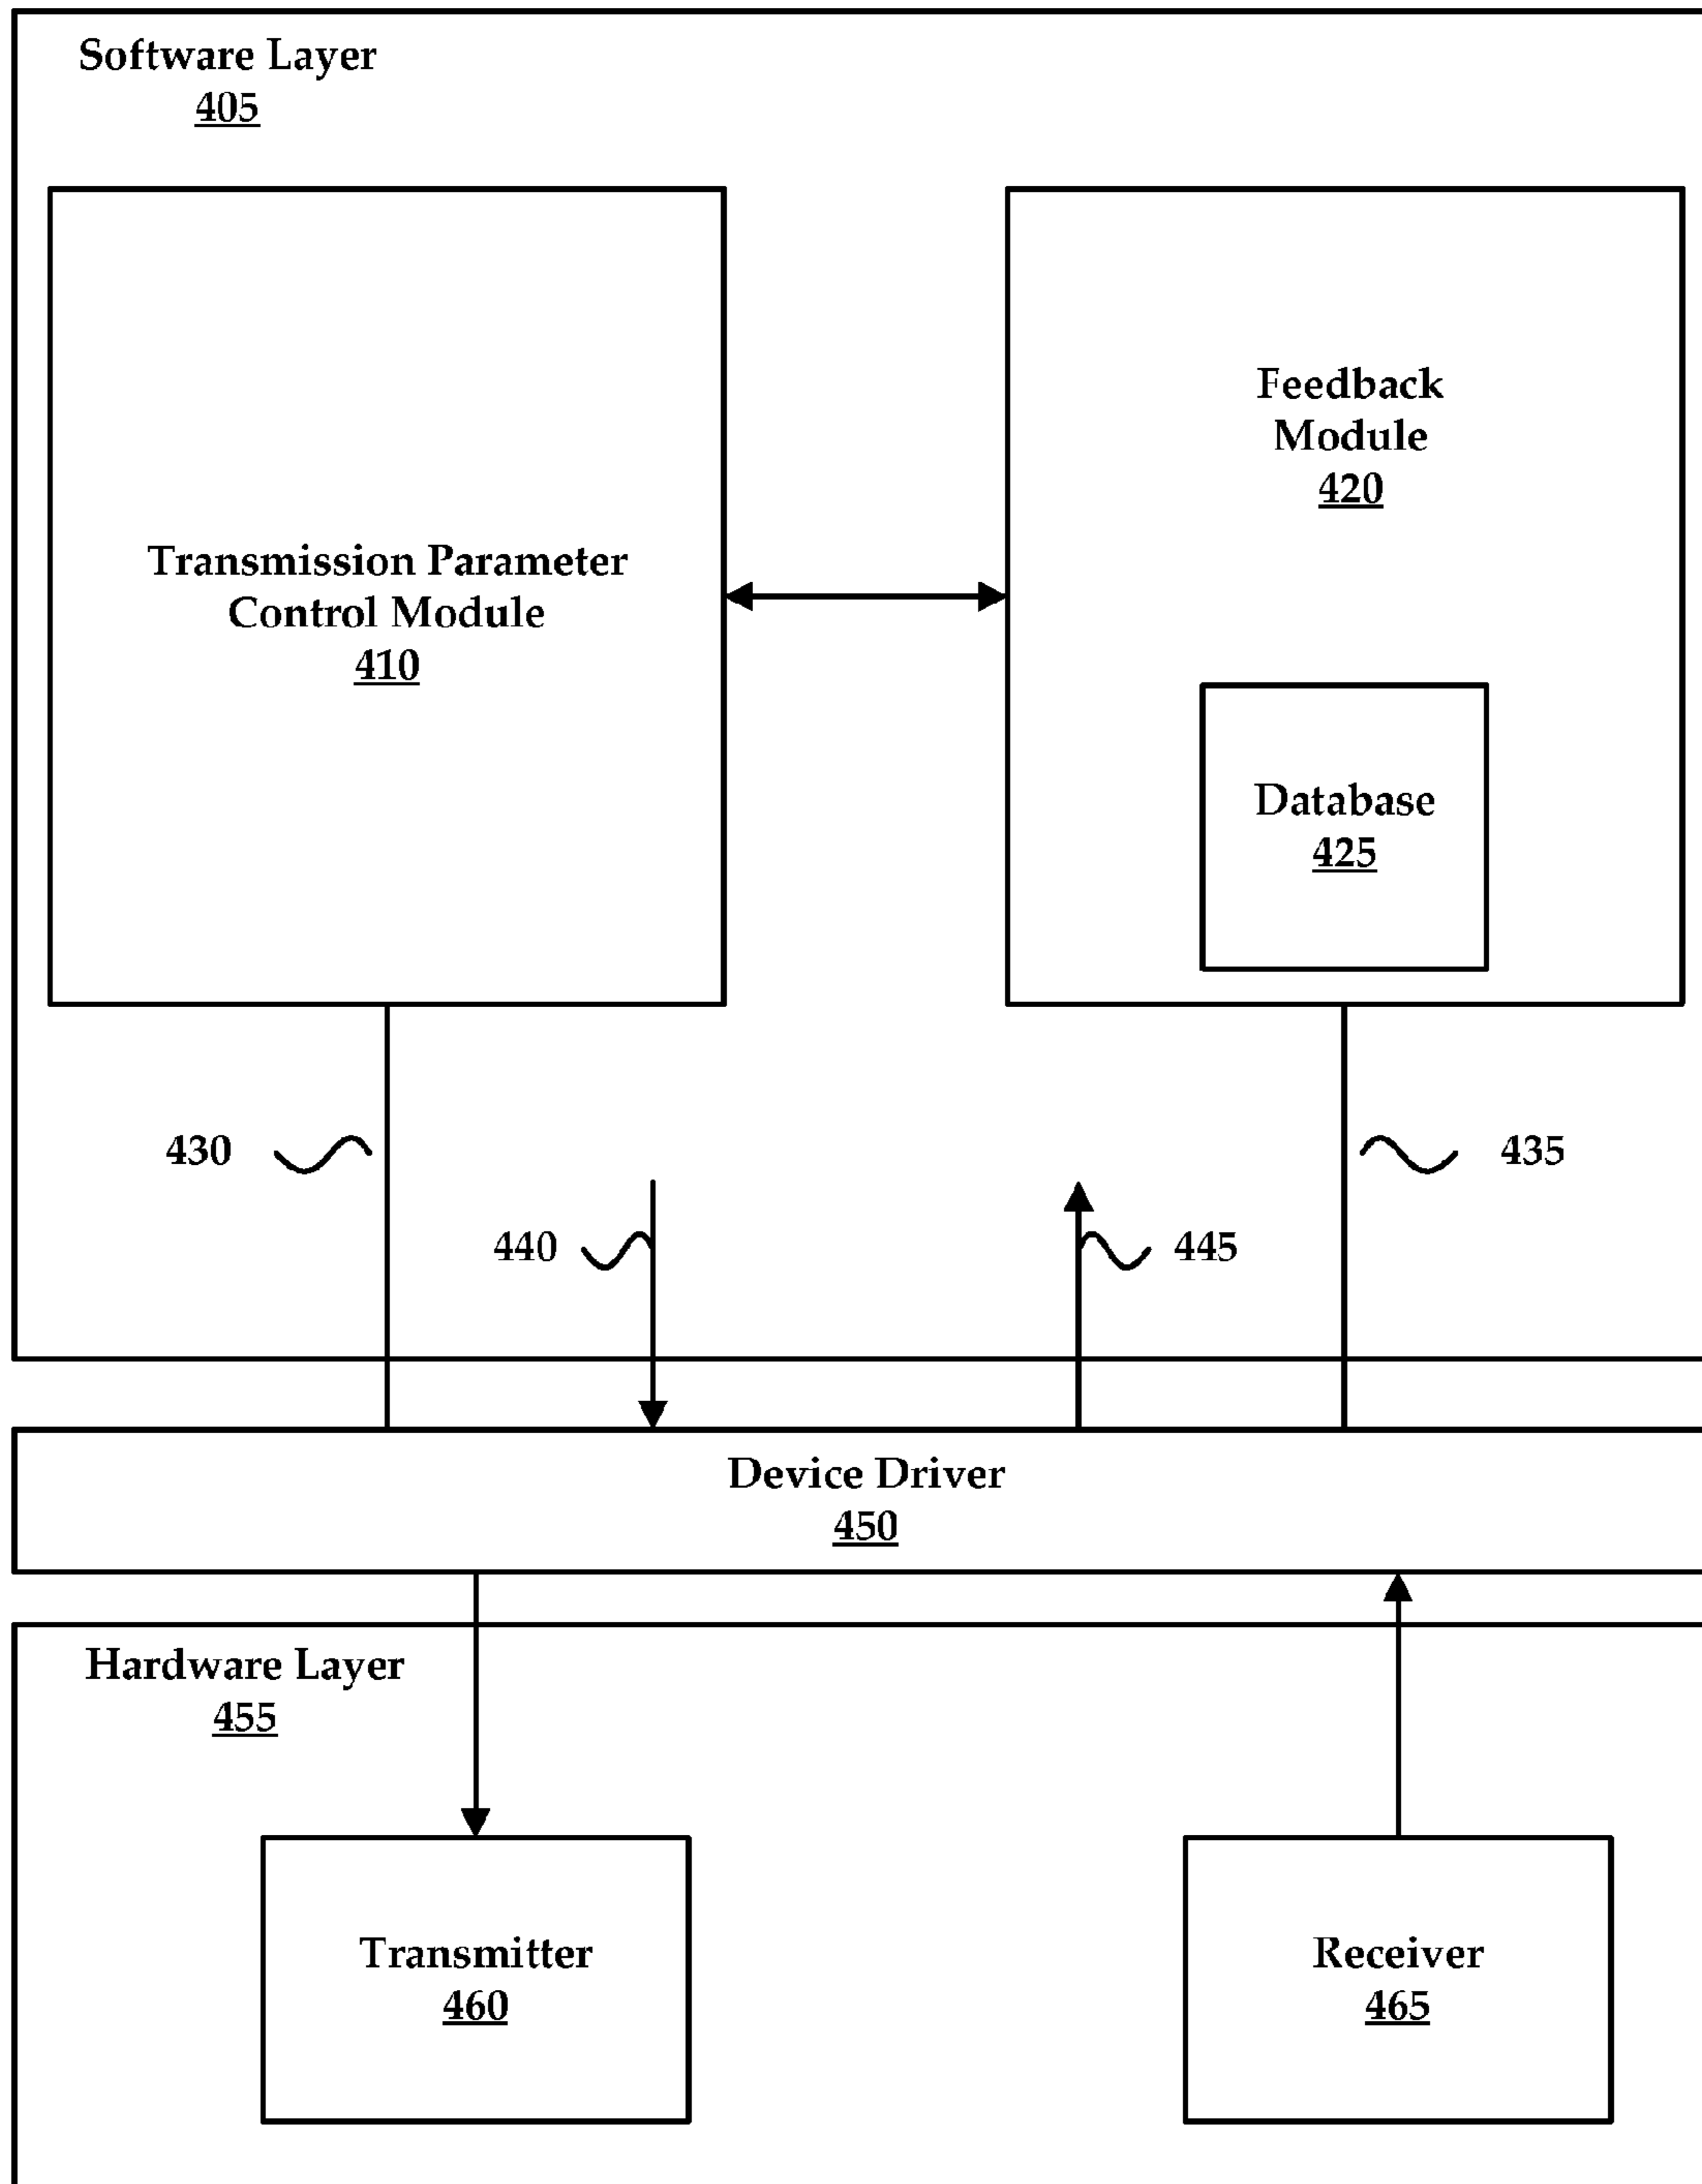 Software Layer
405
Transmission Parameter
Control Module
410
Feedback
Module
420
Database
425
430
435
440
445
Device Driver
450
Hardware Layer
455
Transmitter
460
Receiver
465